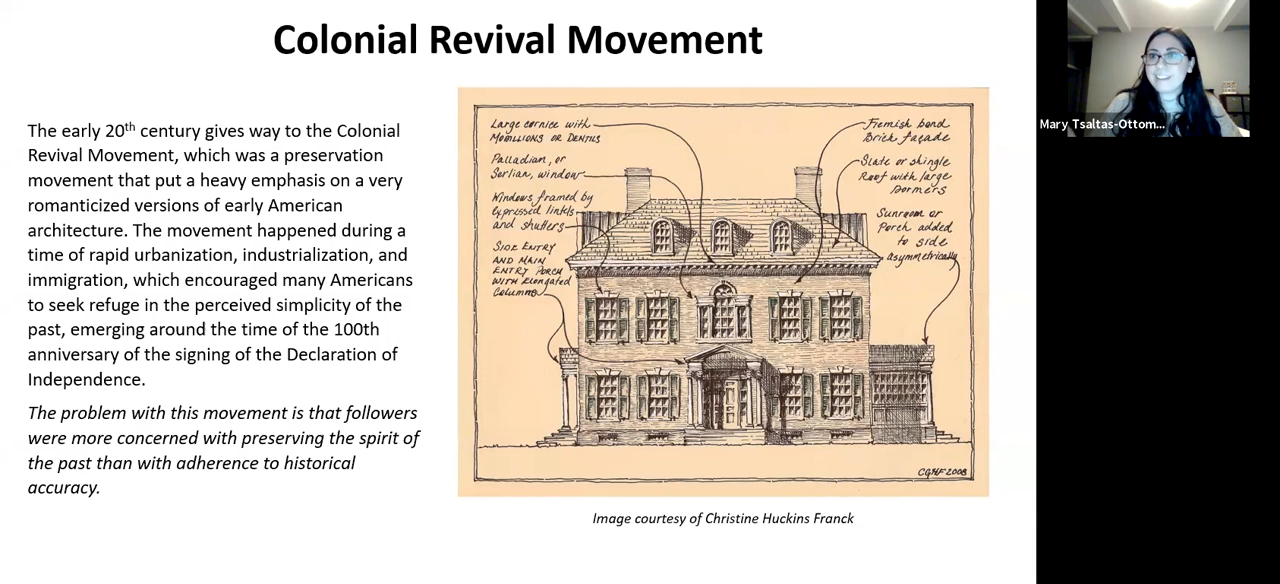 Colonial Revival Movement
The early 20th century gives way to the Colonial
Revival Movement, which was a preservation
movement that put a heavy emphasis on a very
romanticized versions of early American
architecture. The movement happened during a
time of rapid urbanization, industrialization, and
immigration, which encouraged many Americans
to seek refuge in the perceived simplicity of the
past, emerging around the time of the 100th
anniversary of the signing of the Declaration of
Independence.
The problem with this movement is that followers
were more concerned with preserving the spirit of
the past than with adherence to historical
accuracy.
Large cornice with
MODILLIONS OR DENTILS
Palladian, or
Serlian, window
Windows framed by
expressed lintels
and shutters
SIDE ENTRY
AND MAIN
ENTRY PORCH
WITH Elongated
Columns
Flemish bond
Brick façade
Slate or shingle
Roof with large
Dormers
Sunroom or
Porch added
to side
asymmetrically
CGHF 2008
Image courtesy of Christine Huckins Franck
Mary Tsaltas-Ottom...